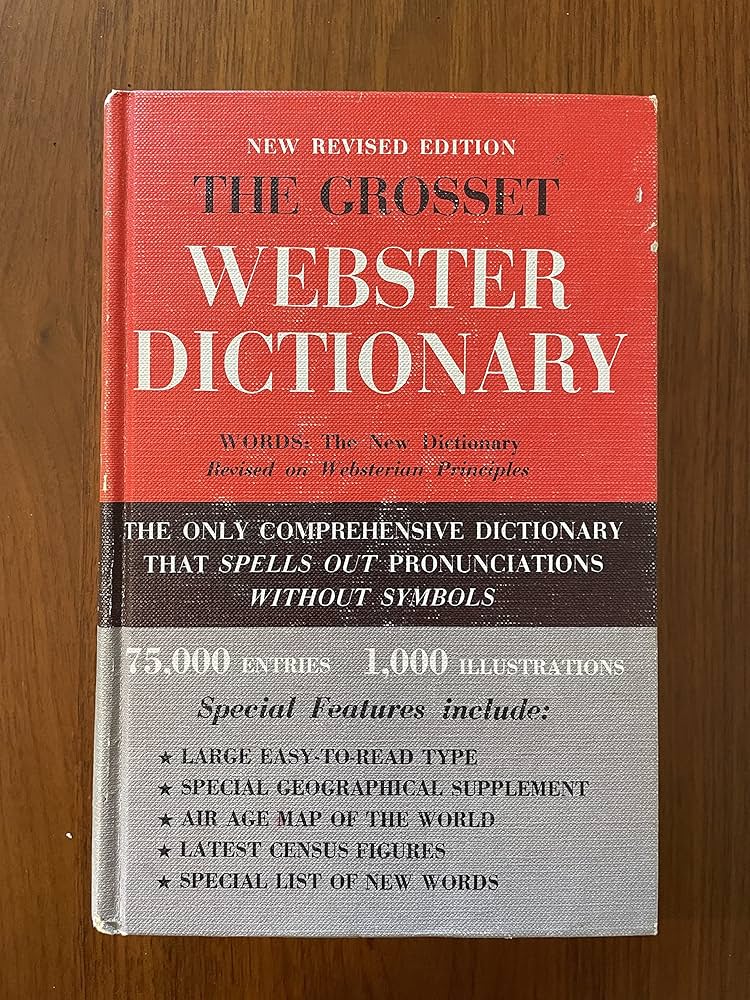 NEW REVISED EDITION
THE GROSSET
WEBSTER
DICTIONARY
WORDS: The New Dictionary
Revised on Websterian Principles
THE ONLY COMPREHENSIVE DICTIONARY
THAT SPELLS OUT PRONUNCIATIONS
WITHOUT SYMBOLS
75,000 ENTRIES 1,000 ILLUSTRATIONS
Special Features include:
★ LARGE EASY-TO-READ TYPE
★ SPECIAL GEOGRAPHICAL SUPPLEMENT
★ AIR AGE MAP OF THE WORLD
★ LATEST CENSUS FIGURES
★ SPECIAL LIST OF NEW WORDS